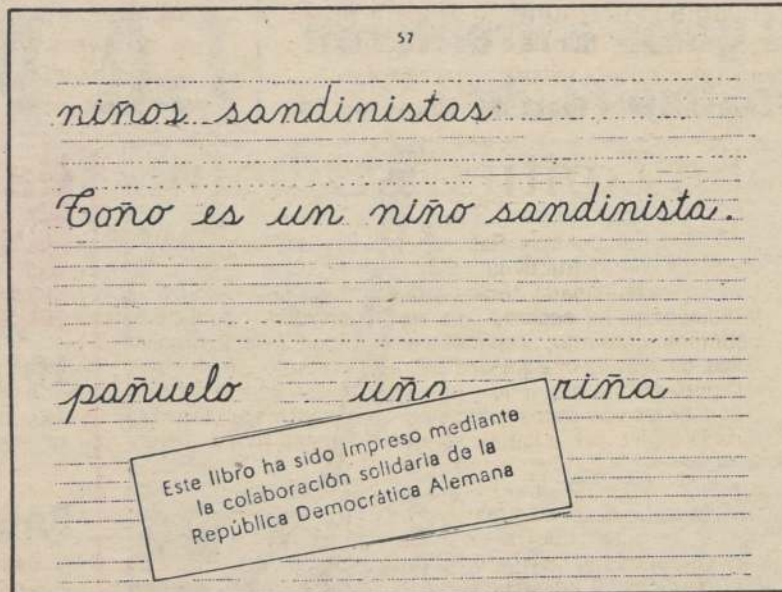 57
niños sandinistas
Toño es un niño sandinista.
pañuelo uña riña
Este libro ha sido impreso mediante
la colaboración solidaria de la
República Democrática Alemana